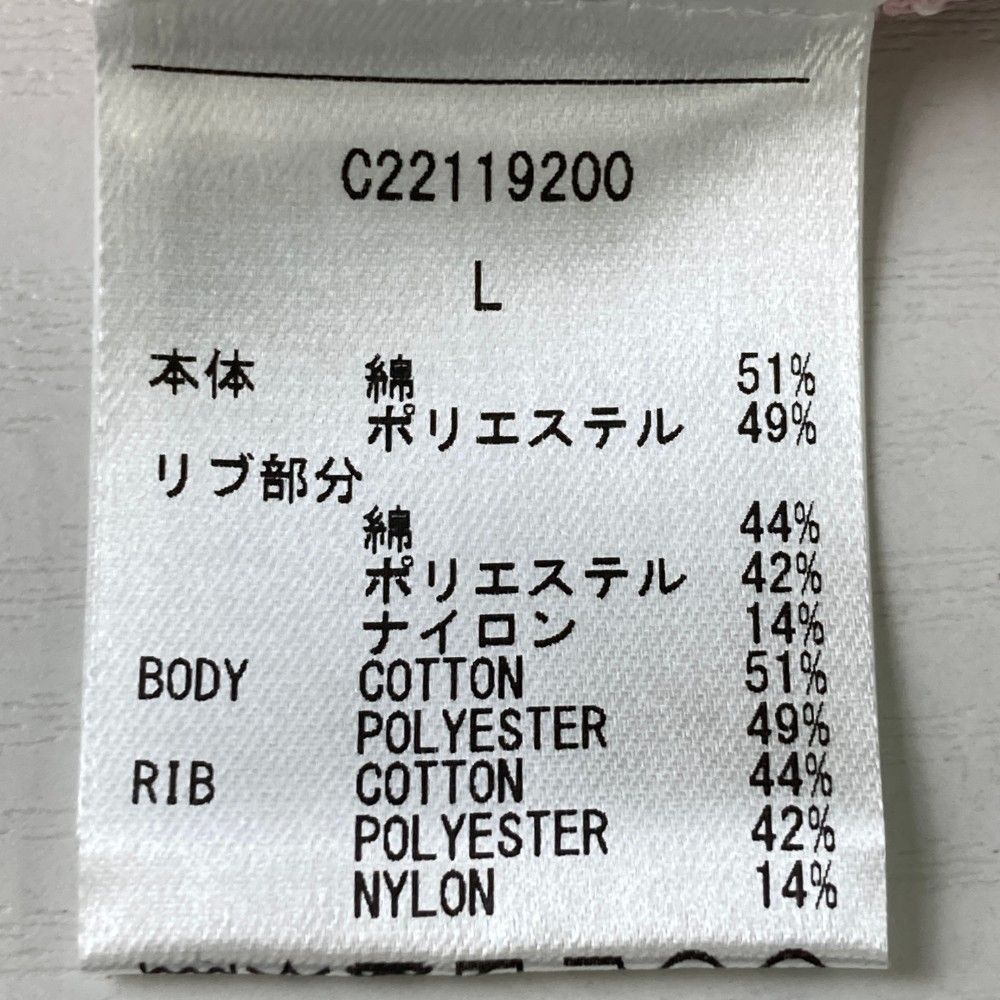 C22119200
L
本体 綿 51%
ポリエステル 49%
リブ部分
綿 44%
ポリエステル 42%
ナイロン 14%
BODY COTTON 51%
POLYESTER 49%
RIB COTTON 44%
POLYESTER 42%
NYLON 14%